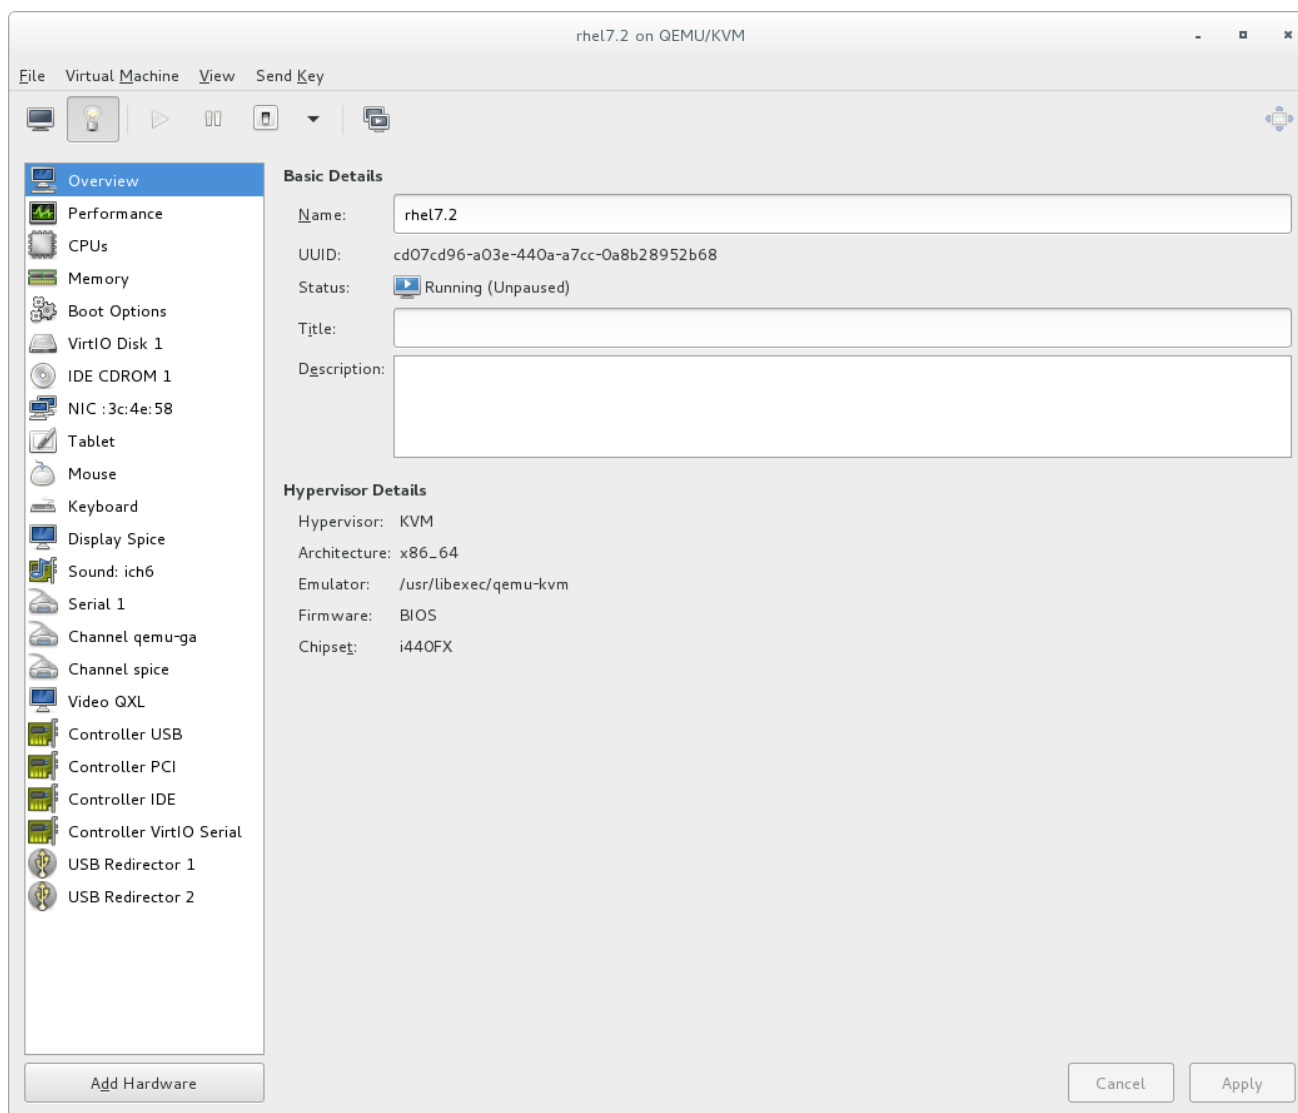 rhel7.2 on QEMU/KVM
File Virtual Machine View Send Key
Overview
Performance
CPUs
Memory
Boot Options
VirtIO Disk 1
IDE CDROM 1
NIC :3c:4e:58
Tablet
Mouse
Keyboard
Display Spice
Sound: ich6
Serial 1
Channel qemu-ga
Channel spice
Video QXL
Controller USB
Controller PCI
Controller IDE
Controller VirtIO Serial
USB Redirector 1
USB Redirector 2
Add Hardware
Basic Details
Name: rhel7.2
UUID: cd07cd96-a03e-440a-a7cc-0a8b28952b68
Status: Running (Unpaused)
Title:
Description:
Hypervisor Details
Hypervisor: KVM
Architecture: x86_64
Emulator: /usr/libexec/qemu-kvm
Firmware: BIOS
Chipset: i440FX
Cancel Apply